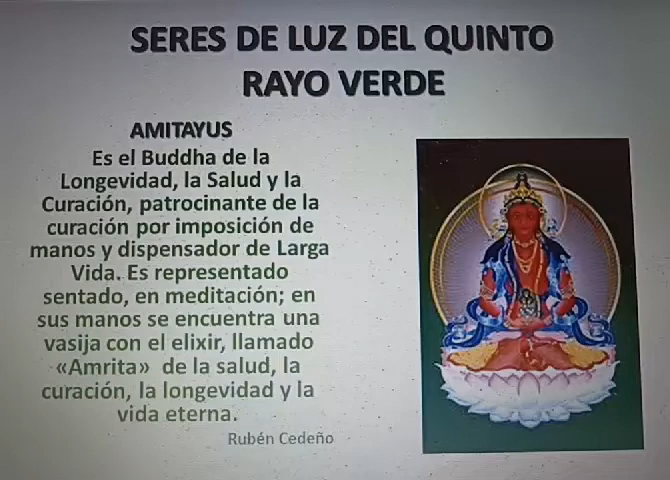 SERES DE LUZ DEL QUINTO
RAYO VERDE
AMITAYUS
Es el Buddha de la
Longevidad, la Salud y la
Curación, patrocinante de la
curación por imposición de
manos y dispensador de Larga
Vida. Es representado
sentado, en meditación; en
sus manos se encuentra una
vasija con el elixir, llamado
«Amrita» de la salud, la
curación, la longevidad y la
vida eterna.
Rubén Cedeño